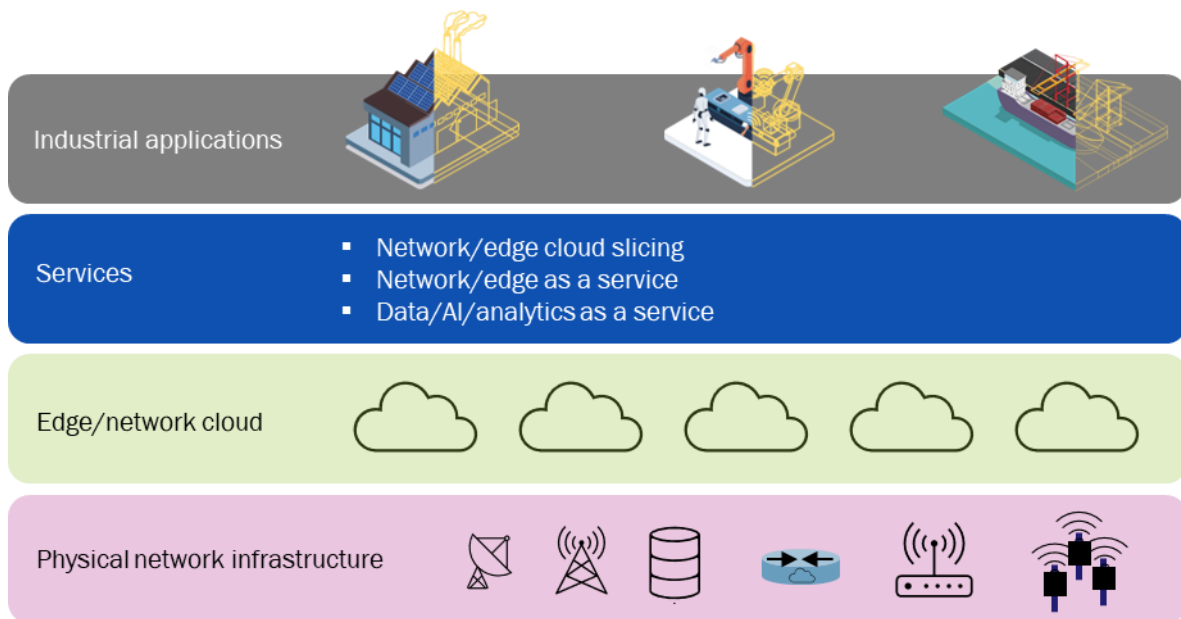 Industrial applications
Services
▪ Network/edge cloud slicing
▪ Network/edge as a service
▪ Data/AI/analytics as a service
Edge/network cloud
Physical network infrastructure